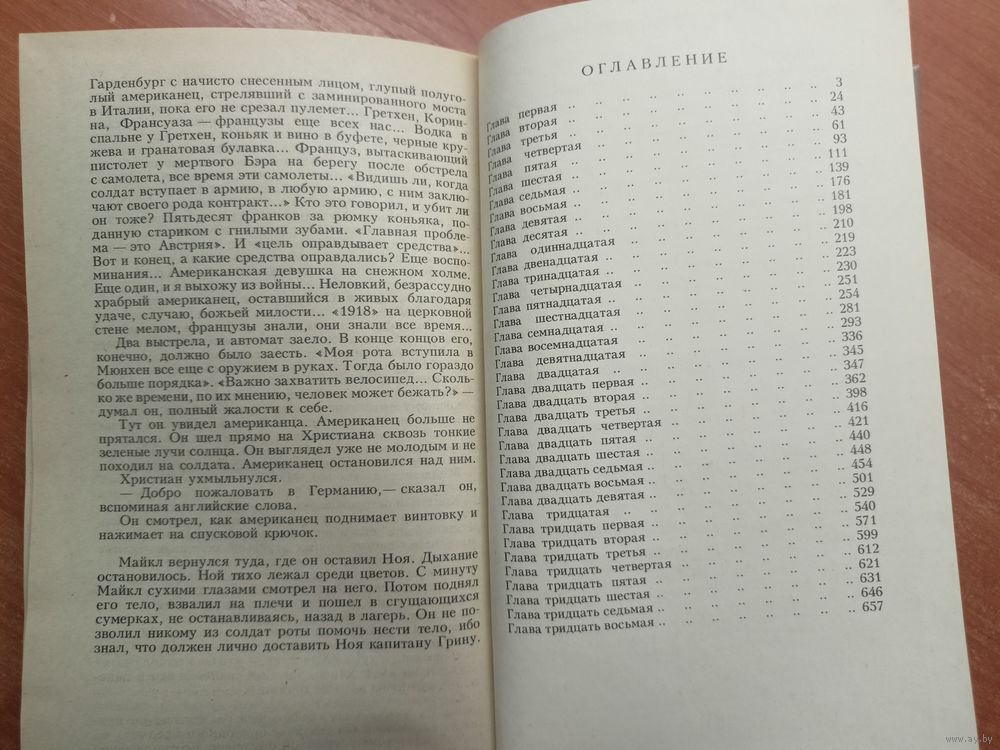 Гарденбург с начисто снесенным лицом, глупый полуго-
лый американец, стрелявший с заминированного моста
в Италии, пока его не срезал пулемет... Гретхен, Корин-
на, Франсуаза — французы еще всех нас... Водка в
спальне у Гретхен, коньяк и вино в буфете, черные кру-
жева и гранатовая булавка... Француз, вытаскивающий
пистолет у мертвого Бэра на берегу после обстрела
с самолета, все время эти самолеты... «Видишь ли, когда
солдат вступает в армию, в любую армию, с ним заклю-
чают своего рода контракт...» Кто это говорил, и убит ли
он тоже? Пятьдесят франков за рюмку коньяка, по-
данную стариком с гнилыми зубами. «Главная пробле-
ма — это Австрия». И «цель оправдывает средства»...
Вот и конец, а какие средства оправдались? Еще воспо-
минания... Американская девушка на снежном холме.
Еще один, и я выхожу из войны... Неловкий, безрассудно
храбрый американец, оставшийся в живых благодаря
удаче, случаю, божьей милости... «1918» на церковной
стене мелом, французы знали, они знали все время...
Два выстрела, и автомат заело. В конце концов его,
конечно, должно было заесть. «Моя рота вступила в
Мюнхен все еще с оружием в руках. Тогда было гораздо
больше порядка». «Важно захватить велосипед... Сколь-
ко же времени, по их мнению, человек может бежать?» —
думал он, полный жалости к себе.
Тут он увидел американца. Американец больше не
прятался. Он шел прямо на Христиана сквозь тонкие
зеленые лучи солнца. Он выглядел уже не молодым и не
походил на солдата. Американец остановился над ним.
Христиан ухмыльнулся.
— Добро пожаловать в Германию,— сказал он,
вспоминая английские слова.
Он смотрел, как американец поднимает винтовку и
нажимает на спусковой крючок.
Майкл вернулся туда, где он оставил Ноя. Дыхание
остановилось. Ной тихо лежал среди цветов. С минуту
Майкл сухими глазами смотрел на него. Потом поднял
его тело, взвалил на плечи и пошел в сгущающихся
сумерках, не останавливаясь, назад в лагерь. Он не по-
зволил никому из солдат роты помочь нести тело, ибо
знал, что должен лично доставить Ноя капитану Грину.
ОГЛАВЛЕНИЕ
Глава первая .. .. .. .. .. .. .. 3
Глава вторая .. .. .. .. .. .. .. 24
Глава третья .. .. .. .. .. .. .. 43
Глава четвертая .. .. .. .. .. .. .. 61
Глава пятая .. .. .. .. .. .. .. 93
Глава шестая .. .. .. .. .. .. .. 111
Глава седьмая .. .. .. .. .. .. .. 139
Глава восьмая .. .. .. .. .. .. .. 176
Глава девятая .. .. .. .. .. .. .. 181
Глава десятая .. .. .. .. .. .. .. 198
Глава одиннадцатая .. .. .. .. .. .. 210
Глава двенадцатая .. .. .. .. .. .. 219
Глава тринадцатая .. .. .. .. .. .. 223
Глава четырнадцатая .. .. .. .. .. .. 230
Глава пятнадцатая .. .. .. .. .. .. 251
Глава шестнадцатая .. .. .. .. .. .. 254
Глава семнадцатая .. .. .. .. .. .. 281
Глава восемнадцатая .. .. .. .. .. .. 293
Глава девятнадцатая .. .. .. .. .. .. 336
Глава двадцатая .. .. .. .. .. .. 345
Глава двадцать первая .. .. .. .. .. .. 347
Глава двадцать вторая .. .. .. .. .. .. 362
Глава двадцать третья .. .. .. .. .. .. 398
Глава двадцать четвертая .. .. .. .. .. 416
Глава двадцать пятая .. .. .. .. .. .. 421
Глава двадцать шестая .. .. .. .. .. .. 440
Глава двадцать седьмая .. .. .. .. .. .. 448
Глава двадцать восьмая .. .. .. .. .. .. 454
Глава двадцать девятая .. .. .. .. .. .. 501
Глава тридцатая .. .. .. .. .. .. 529
Глава тридцать первая .. .. .. .. .. .. 540
Глава тридцать вторая .. .. .. .. .. .. 571
Глава тридцать третья .. .. .. .. .. .. 599
Глава тридцать четвертая .. .. .. .. .. 612
Глава тридцать пятая .. .. .. .. .. .. 621
Глава тридцать шестая .. .. .. .. .. .. 631
Глава тридцать седьмая .. .. .. .. .. .. 646
Глава тридцать восьмая .. .. .. .. .. .. 657
www.ay.by